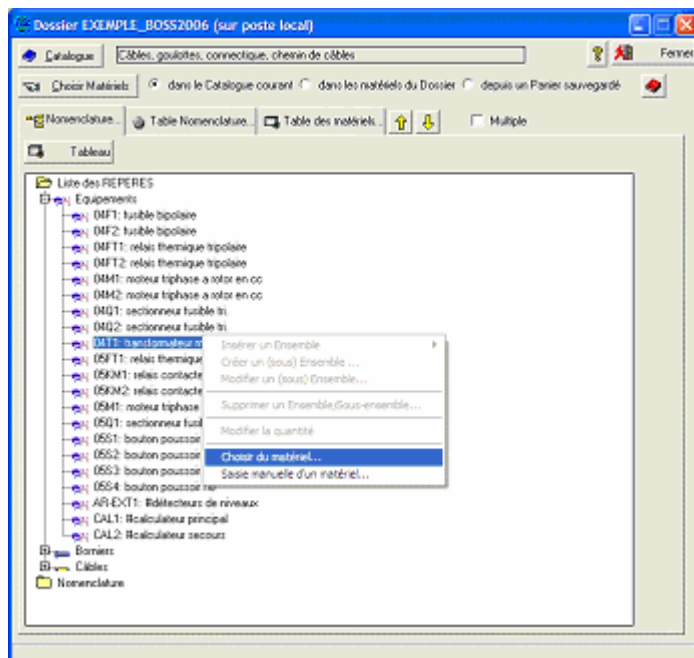 Dossier EXEMPLE_BOSS2006 (sur poste local)
Catalogue Câbles, goulottes, connectique, chemin de câbles Fermer
Choisir Matériels dans le Catalogue courant dans les matériels du Dossier depuis un Panier sauvegardé
Nomenclature... Table Nomenclature... Table des matériels... Multiple
Tableau
Liste des REPERES
Equipements
04F1: fusible bipolaire
04F2: fusible bipolaire
04FT1: relais thermique tripolaire
04FT2: relais thermique tripolaire
04M1: moteur triphase a rotor en cc
04M2: moteur triphase a rotor en cc
04Q1: sectionneur fusible tri.
04Q2: sectionneur fusible tri.
04T1: transformateur m
05FT1: relais thermique
05KM1: relais contacte
05KM2: relais contacte
05M1: moteur triphase
05Q1: sectionneur fusi
05S1: bouton poussoir
05S2: bouton poussoir
05S3: bouton poussoir
05S4: bouton poussoir no
AR-EXT1: #détecteurs de niveaux
CAL1: #calculateur principal
CAL2: #calculateur secours
Borniers
Câbles
Nomenclature
Insérer un Ensemble
Créer un (sous) Ensemble ...
Modifier un (sous) Ensemble...
Supprimer un Ensemble,Sous-ensemble...
Modifier la quantité
Choisir du matériel...
Saisie manuelle d'un matériel...